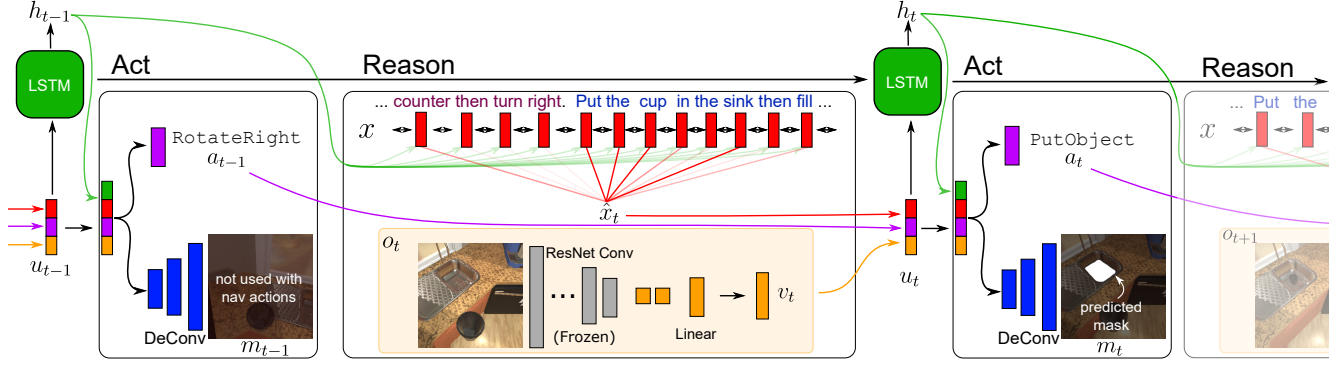 h_{t-1}
LSTM
Act
Reason
... counter then turn right. Put the cup in the sink then fill ...
x
RotateRight
a_{t-1}
x̂_t
u_{t-1}
not used with
nav actions
DeConv
m_{t-1}
o_t
ResNet Conv
...
(Frozen)
Linear
v_t
h_t
LSTM
Act
Reason
PutObject
a_t
u_t
predicted
mask
DeConv
m_t
... Put the
x
o_{t+1}